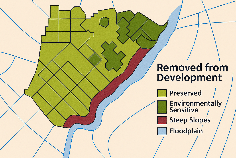 Removed from
Development
Preserved
Environmentally
Sensitive
Steep Slopes
Floodplain